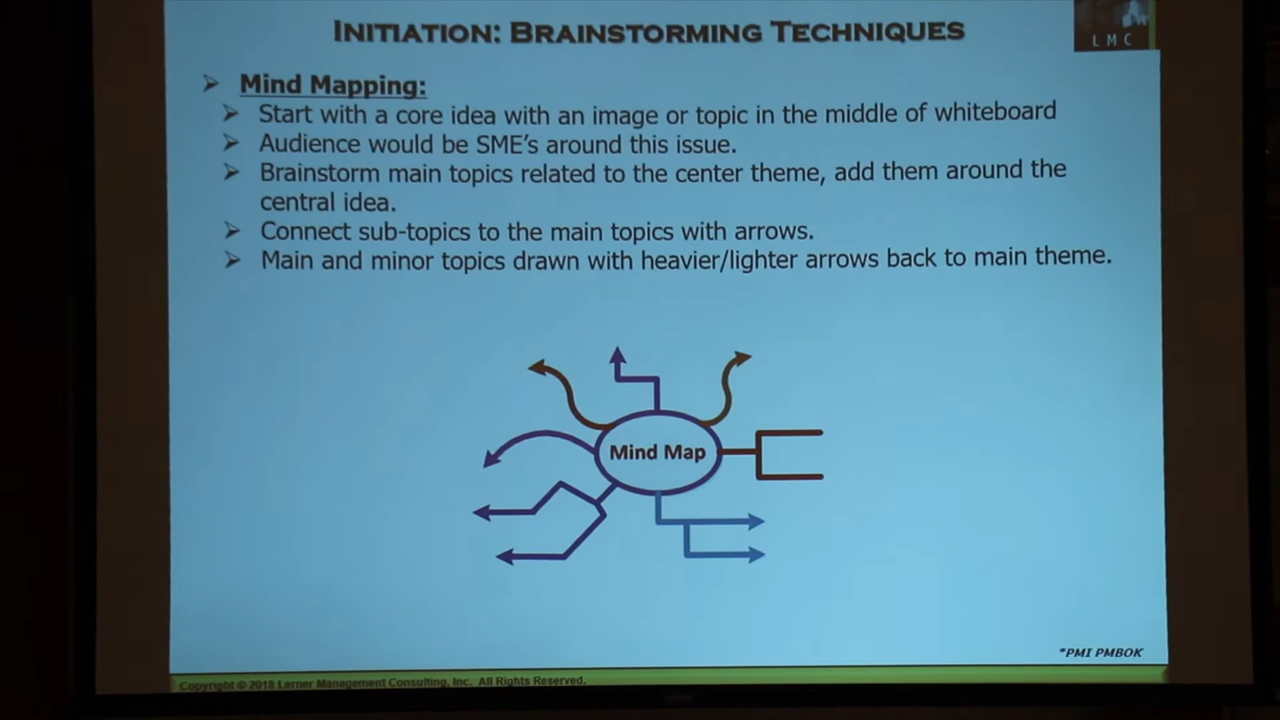 INITIATION: BRAINSTORMING TECHNIQUES
LMC
Mind Mapping:
Start with a core idea with an image or topic in the middle of whiteboard
Audience would be SME's around this issue.
Brainstorm main topics related to the center theme, add them around the
central idea.
Connect sub-topics to the main topics with arrows.
Main and minor topics drawn with heavier/lighter arrows back to main theme.
Mind Map
*PMI PMBOK
Copyright © 2018 Lerner Management Consulting, Inc. All Rights Reserved.